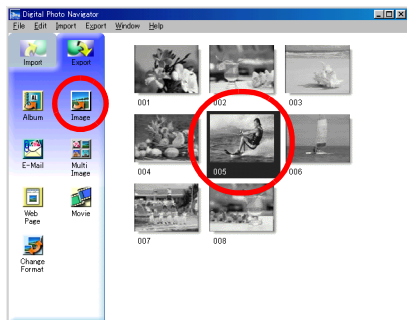 Digital Photo Navigator
File Edit Import Export Window Help
Import Export
Album Image
E-Mail Multi Image
Web Page Movie
Change Format
001 002 003
004 005 006
007 008